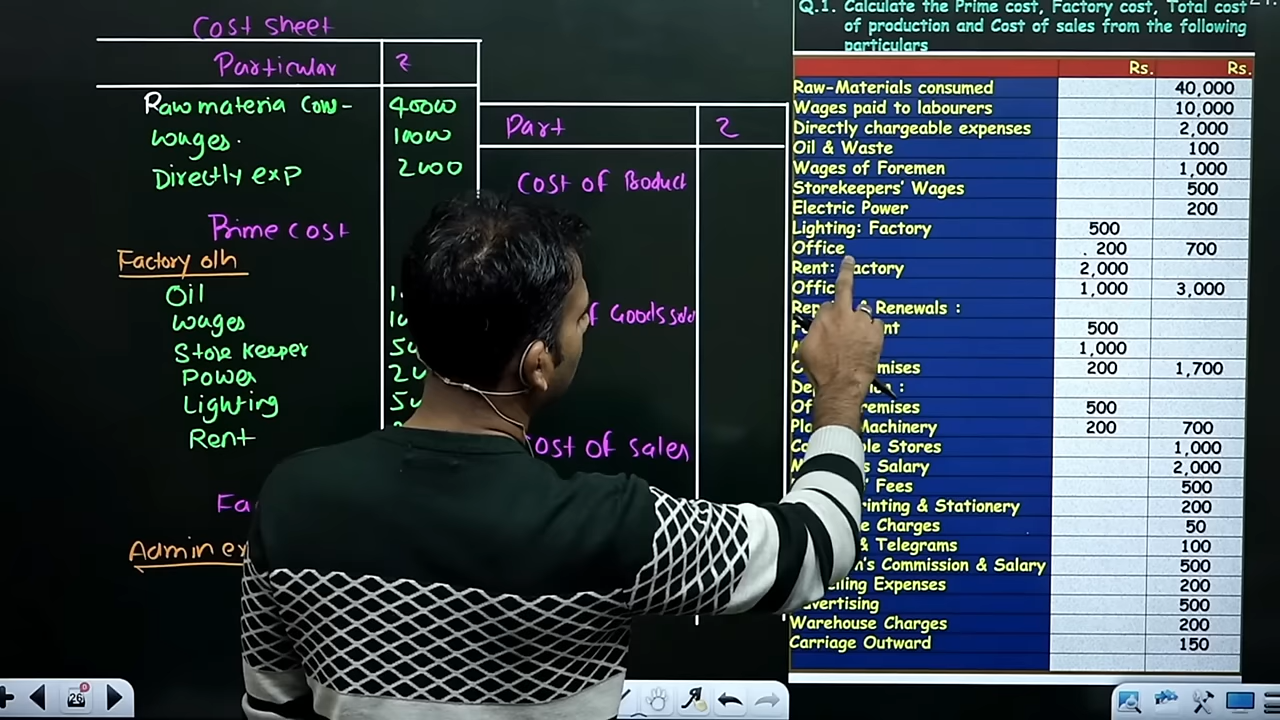 Cost sheet
Particular ₹
Raw materia Con- 40000
Wages. 10000
Directly exp 2000
Prime cost
Factory o/h
Oil
Wages
Store keeper
Power
Lighting
Rent
Admin ex
Part ₹
Cost of Product
f Goods sold
Cost of sales
Q.1. Calculate the Prime cost, Factory cost, Total cost
of production and Cost of sales from the following
particulars
Rs. Rs.
Raw-Materials consumed 40,000
Wages paid to labourers 10,000
Directly chargeable expenses 2,000
Oil & Waste 100
Wages of Foremen 1,000
Storekeepers' Wages 500
Electric Power 200
Lighting: Factory 500
Office 200 700
Rent: Factory 2,000
Offic 1,000 3,000
& Renewals :
500
1,000
200 1,700
:
500
Machinery 200 700
Stores 1,000
Salary 2,000
Fees 500
rinting & Stationery 200
Charges 50
& Telegrams 100
Commission & Salary 500
Expenses 200
vertising 500
Warehouse Charges 200
Carriage Outward 150
26